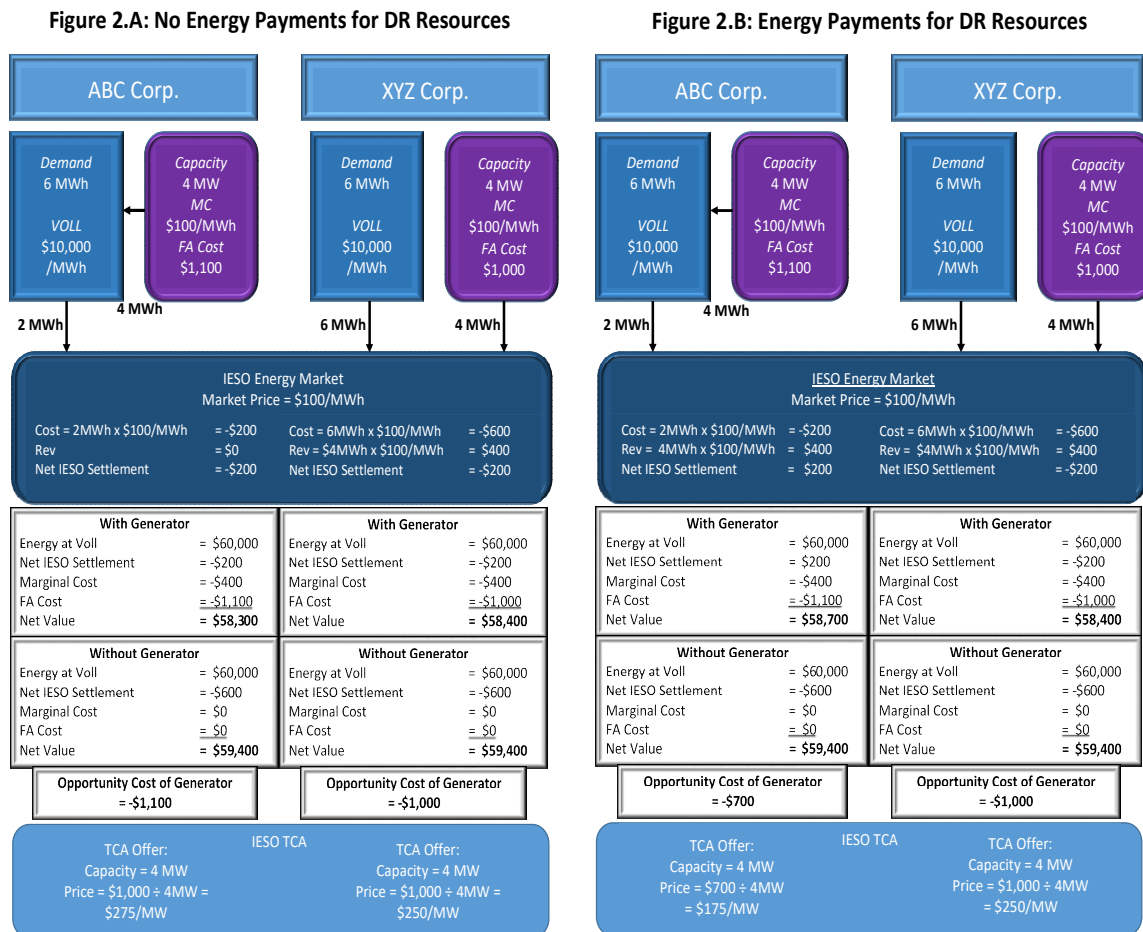 Figure 2.A: No Energy Payments for DR Resources
ABC Corp.
XYZ Corp.
Demand
6 MWh
VOLL
$10,000
/MWh
Capacity
4 MW
MC
$100/MWh
FA Cost
$1,100
Demand
6 MWh
VOLL
$10,000
/MWh
Capacity
4 MW
MC
$100/MWh
FA Cost
$1,000
2 MWh
4 MWh
6 MWh
4 MWh
IESO Energy Market
Market Price = $100/MWh
Cost = 2MWh x $100/MWh = -$200
Rev = $0
Net IESO Settlement = -$200
Cost = 6MWh x $100/MWh = -$600
Rev = $4MWh x $100/MWh = $400
Net IESO Settlement = -$200
With Generator
Energy at Voll = $60,000
Net IESO Settlement = -$200
Marginal Cost = -$400
FA Cost = -$1,100
Net Value = $58,300
With Generator
Energy at Voll = $60,000
Net IESO Settlement = -$200
Marginal Cost = -$400
FA Cost = -$1,000
Net Value = $58,400
Without Generator
Energy at Voll = $60,000
Net IESO Settlement = -$600
Marginal Cost = $0
FA Cost = $0
Net Value = $59,400
Without Generator
Energy at Voll = $60,000
Net IESO Settlement = -$600
Marginal Cost = $0
FA Cost = $0
Net Value = $59,400
Opportunity Cost of Generator
= -$1,100
Opportunity Cost of Generator
= -$1,000
IESO TCA
TCA Offer:
Capacity = 4 MW
Price = $1,000 ÷ 4MW =
$275/MW
TCA Offer:
Capacity = 4 MW
Price = $1,000 ÷ 4MW =
$250/MW
Figure 2.B: Energy Payments for DR Resources
ABC Corp.
XYZ Corp.
Demand
6 MWh
VOLL
$10,000
/MWh
Capacity
4 MW
MC
$100/MWh
FA Cost
$1,100
Demand
6 MWh
VOLL
$10,000
/MWh
Capacity
4 MW
MC
$100/MWh
FA Cost
$1,000
2 MWh
4 MWh
6 MWh
4 MWh
IESO Energy Market
Market Price = $100/MWh
Cost = 2MWh x $100/MWh = -$200
Rev = 4MWh x $100/MWh = $400
Net IESO Settlement = $200
Cost = 6MWh x $100/MWh = -$600
Rev = $4MWh x $100/MWh = $400
Net IESO Settlement = -$200
With Generator
Energy at Voll = $60,000
Net IESO Settlement = $200
Marginal Cost = -$400
FA Cost = -$1,100
Net Value = $58,700
With Generator
Energy at Voll = $60,000
Net IESO Settlement = -$200
Marginal Cost = -$400
FA Cost = -$1,000
Net Value = $58,400
Without Generator
Energy at Voll = $60,000
Net IESO Settlement = -$600
Marginal Cost = $0
FA Cost = $0
Net Value = $59,400
Without Generator
Energy at Voll = $60,000
Net IESO Settlement = -$600
Marginal Cost = $0
FA Cost = $0
Net Value = $59,400
Opportunity Cost of Generator
= -$700
Opportunity Cost of Generator
= -$1,000
IESO TCA
TCA Offer:
Capacity = 4 MW
Price = $700 ÷ 4MW
= $175/MW
TCA Offer:
Capacity = 4 MW
Price = $1,000 ÷ 4MW
= $250/MW